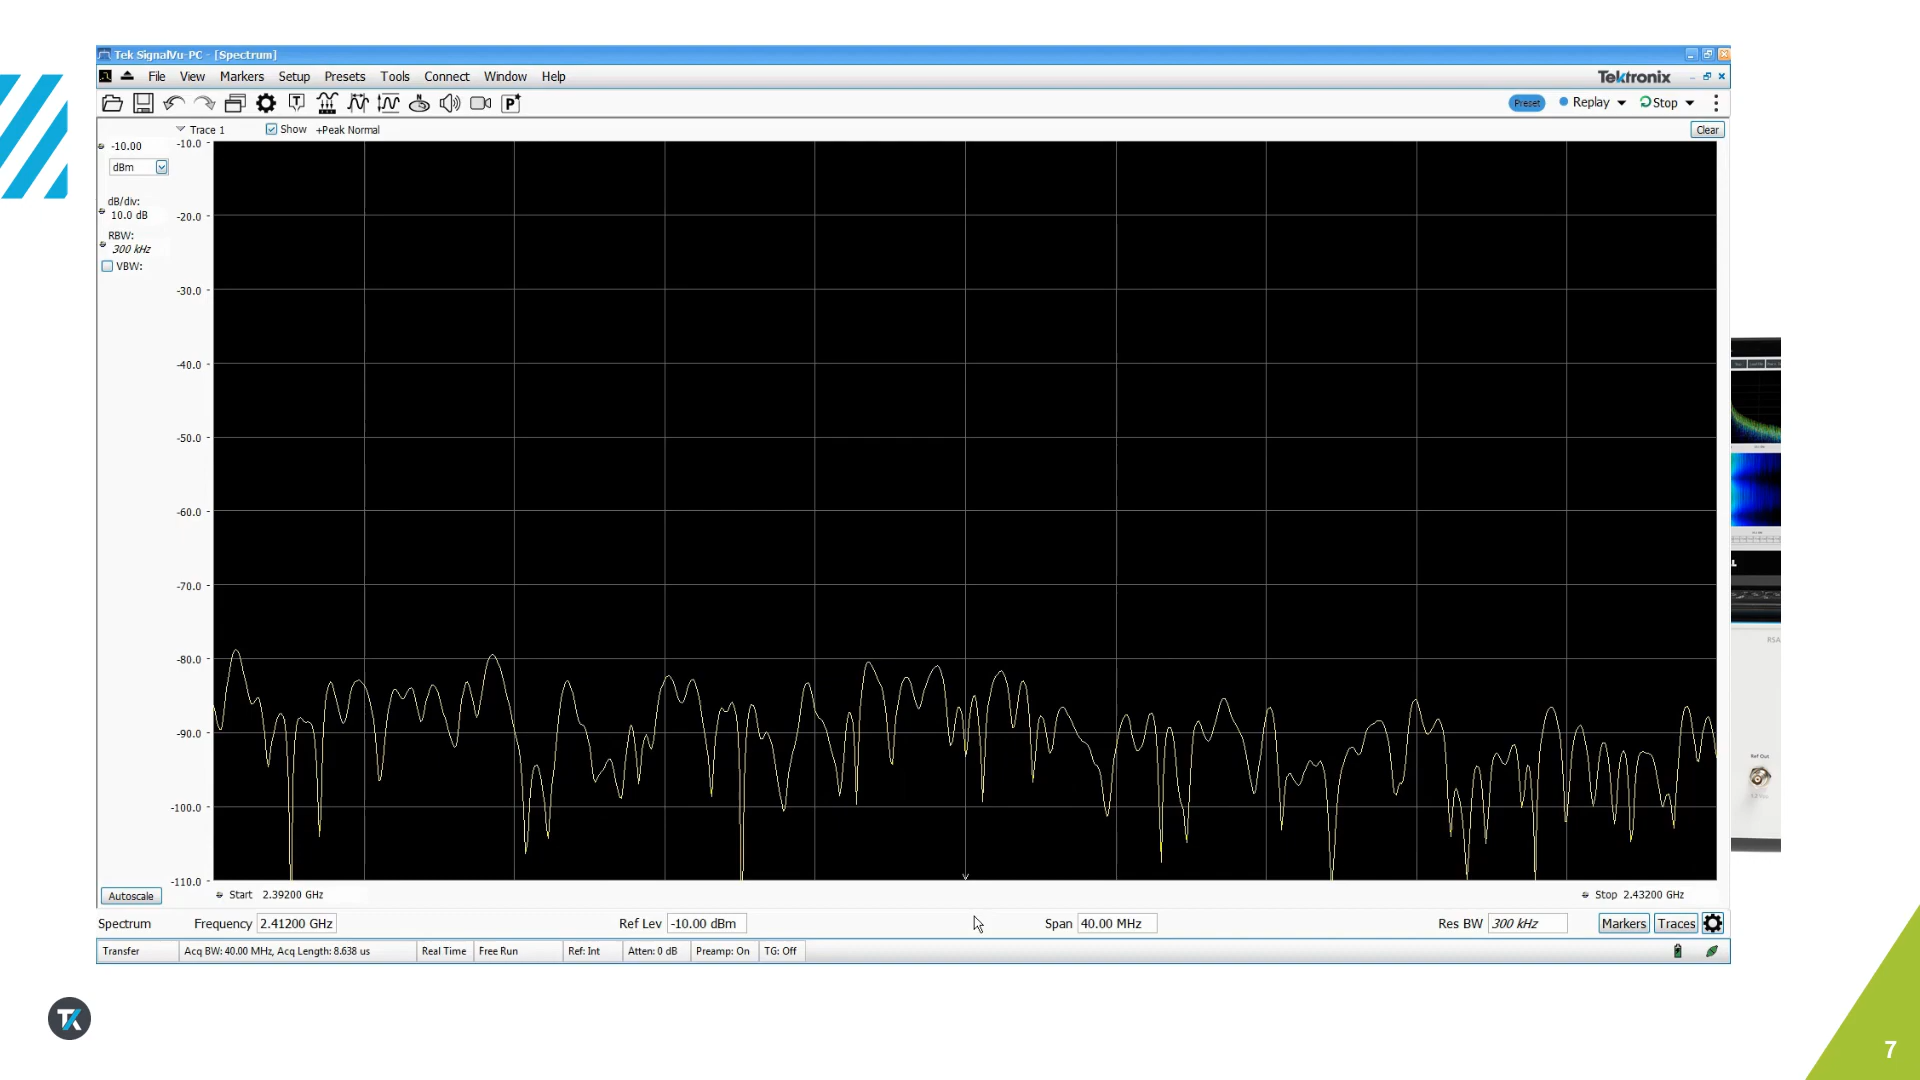 Tek SignalVu-PC - [Spectrum]
File View Markers Setup Presets Tools Connect Window Help
Tektronix
Preset Replay Stop
Trace 1 Show +Peak Normal Clear
-10.00
dBm
dB/div:
10.0 dB
RBW:
300 kHz
VBW:
-10.0
-20.0
-30.0
-40.0
-50.0
-60.0
-70.0
-80.0
-90.0
-100.0
-110.0
Autoscale
Start 2.39200 GHz
Stop 2.43200 GHz
Spectrum Frequency 2.41200 GHz Ref Lev -10.00 dBm Span 40.00 MHz Res BW 300 kHz Markers Traces
Transfer Acq BW: 40.00 MHz, Acq Length: 8.638 us Real Time Free Run Ref: Int Atten: 0 dB Preamp: On TG: Off
RSA
Ref Out
7